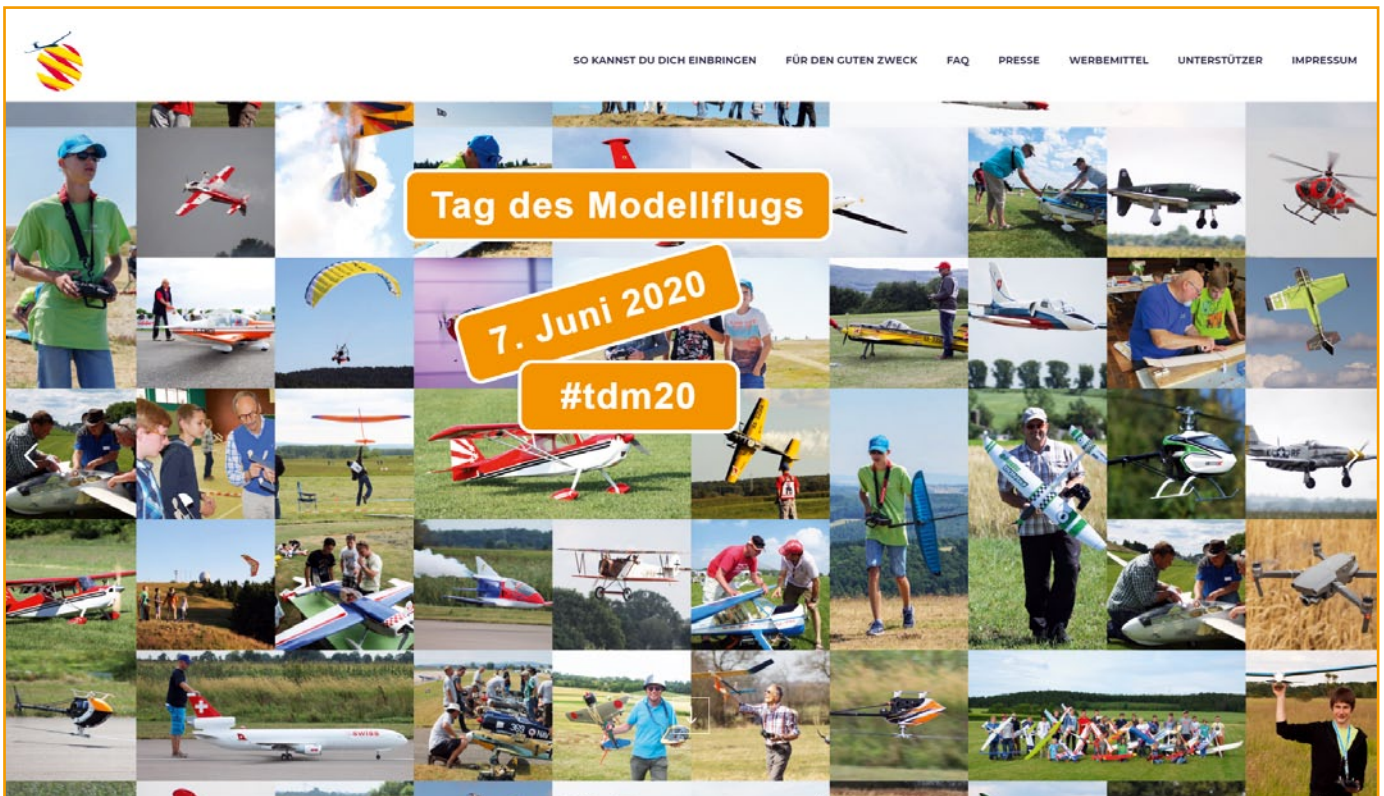 SO KANNST DU DICH EINBRINGEN FÜR DEN GUTEN ZWECK FAQ PRESSE WERBEMITTEL UNTERSTÜTZER IMPRESSUM
Tag des Modellflugs
7. Juni 2020
#tdm20
swiss